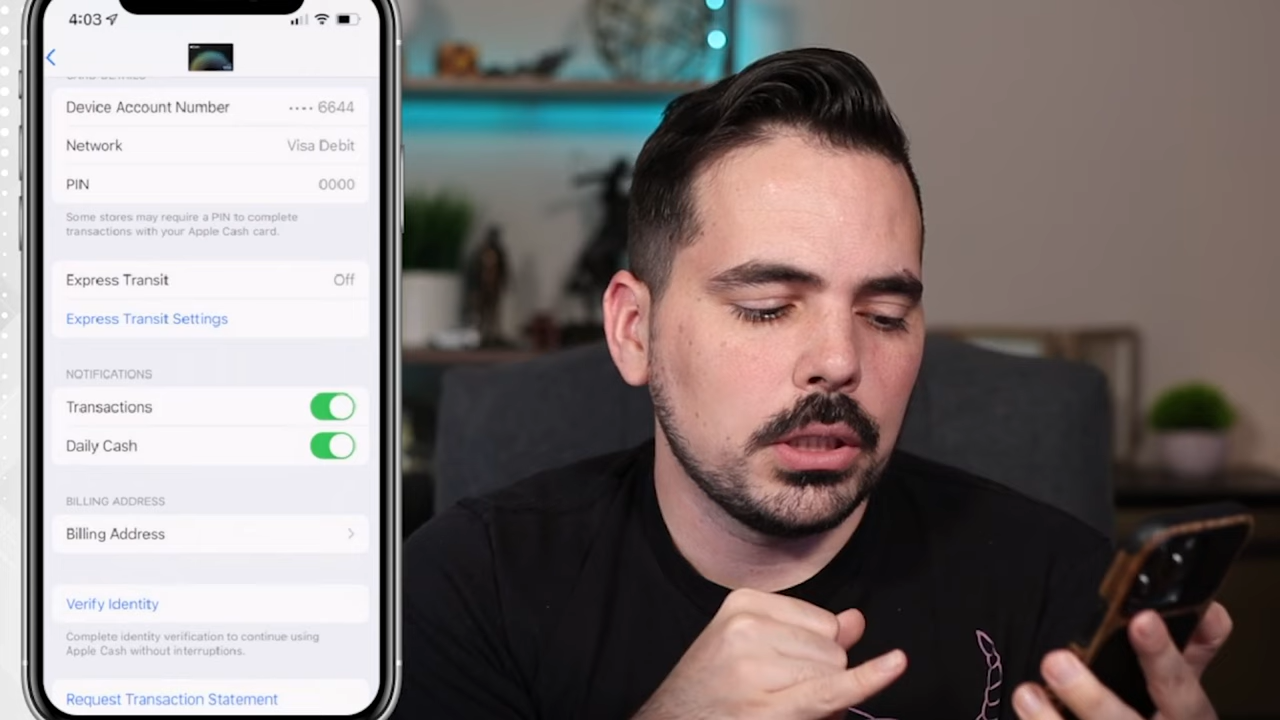 4:03
CARD DETAILS
Device Account Number •••• 6644
Network Visa Debit
PIN 0000
Some stores may require a PIN to complete
transactions with your Apple Cash card.
Express Transit Off
Express Transit Settings
NOTIFICATIONS
Transactions
Daily Cash
BILLING ADDRESS
Billing Address
Verify Identity
Complete identity verification to continue using
Apple Cash without interruptions.
Request Transaction Statement